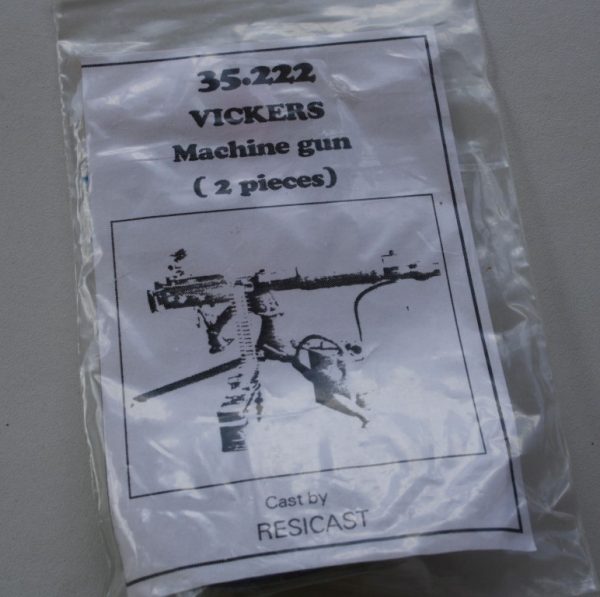 35.222
VICKERS
Machine gun
( 2 pieces)
Cast by
RESICAST